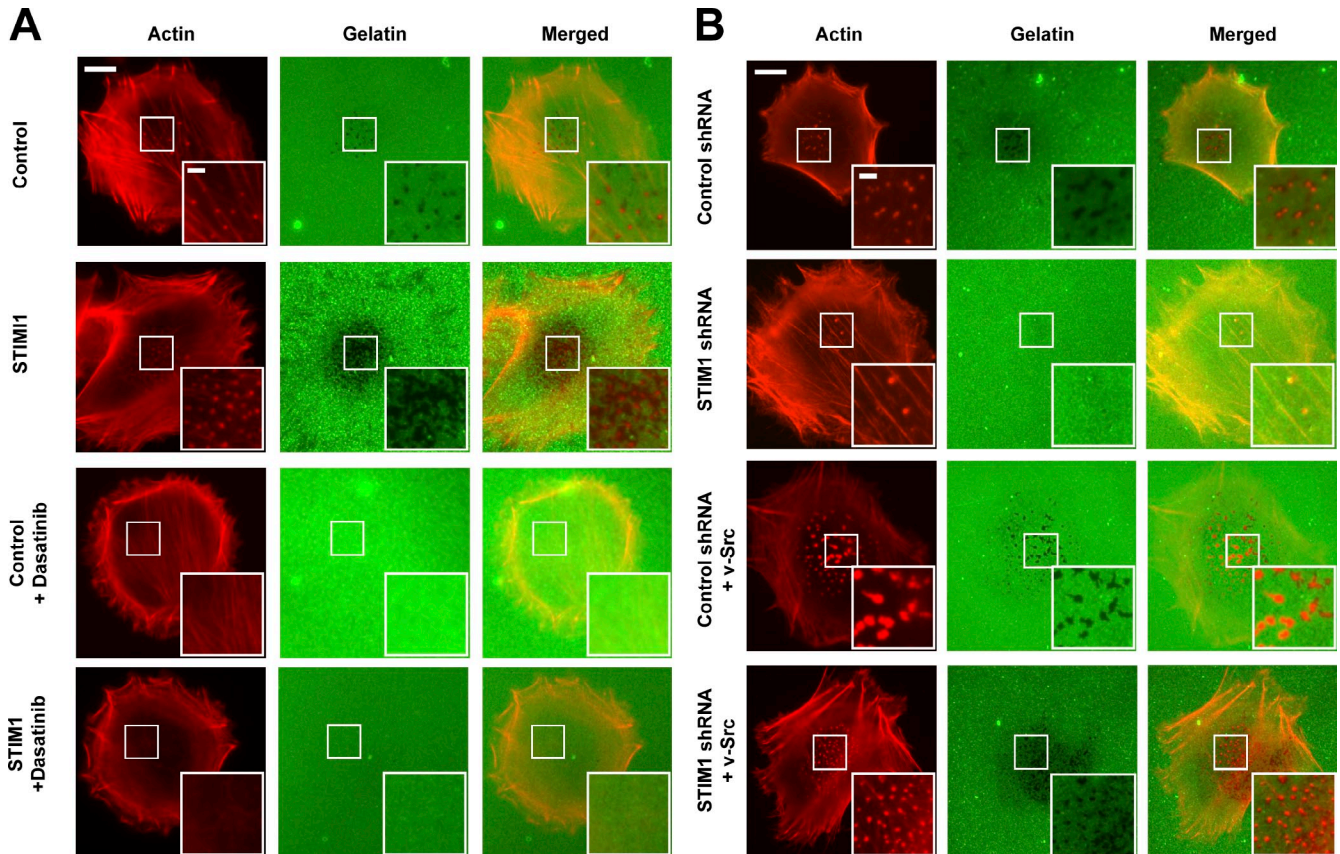 A
Actin Gelatin Merged
Control
STIMI1
Control
+ Dasatinib
STIM1
+Dasatinib
B
Actin Gelatin Merged
Control shRNA
STIM1 shRNA
Control shRNA
+ v-Src
STIM1 shRNA
+ v-Src